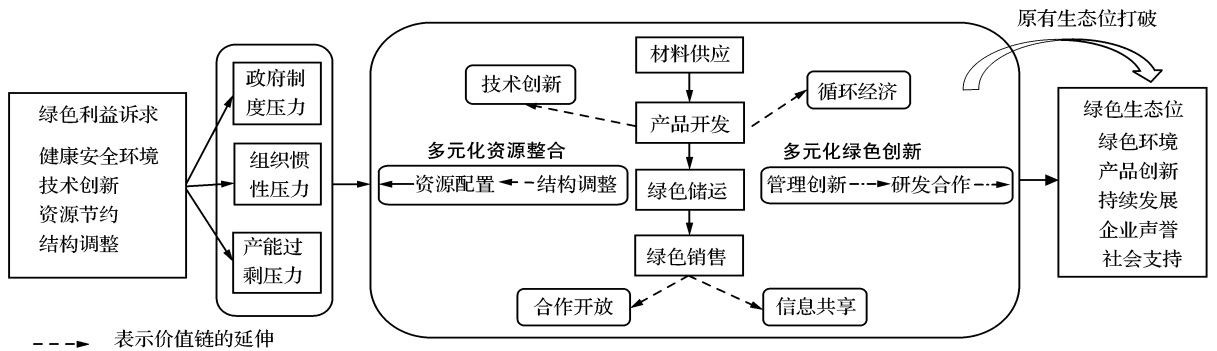 原有生态位打破
绿色利益诉求
健康安全环境
技术创新
资源节约
结构调整
政府制
度压力
组织惯
性压力
产能过
剩压力
材料供应
技术创新
循环经济
产品开发
多元化资源整合
多元化绿色创新
资源配置
结构调整
绿色储运
管理创新
研发合作
绿色销售
合作开放
信息共享
绿色生态位
绿色环境
产品创新
持续发展
企业声誉
社会支持
表示价值链的延伸